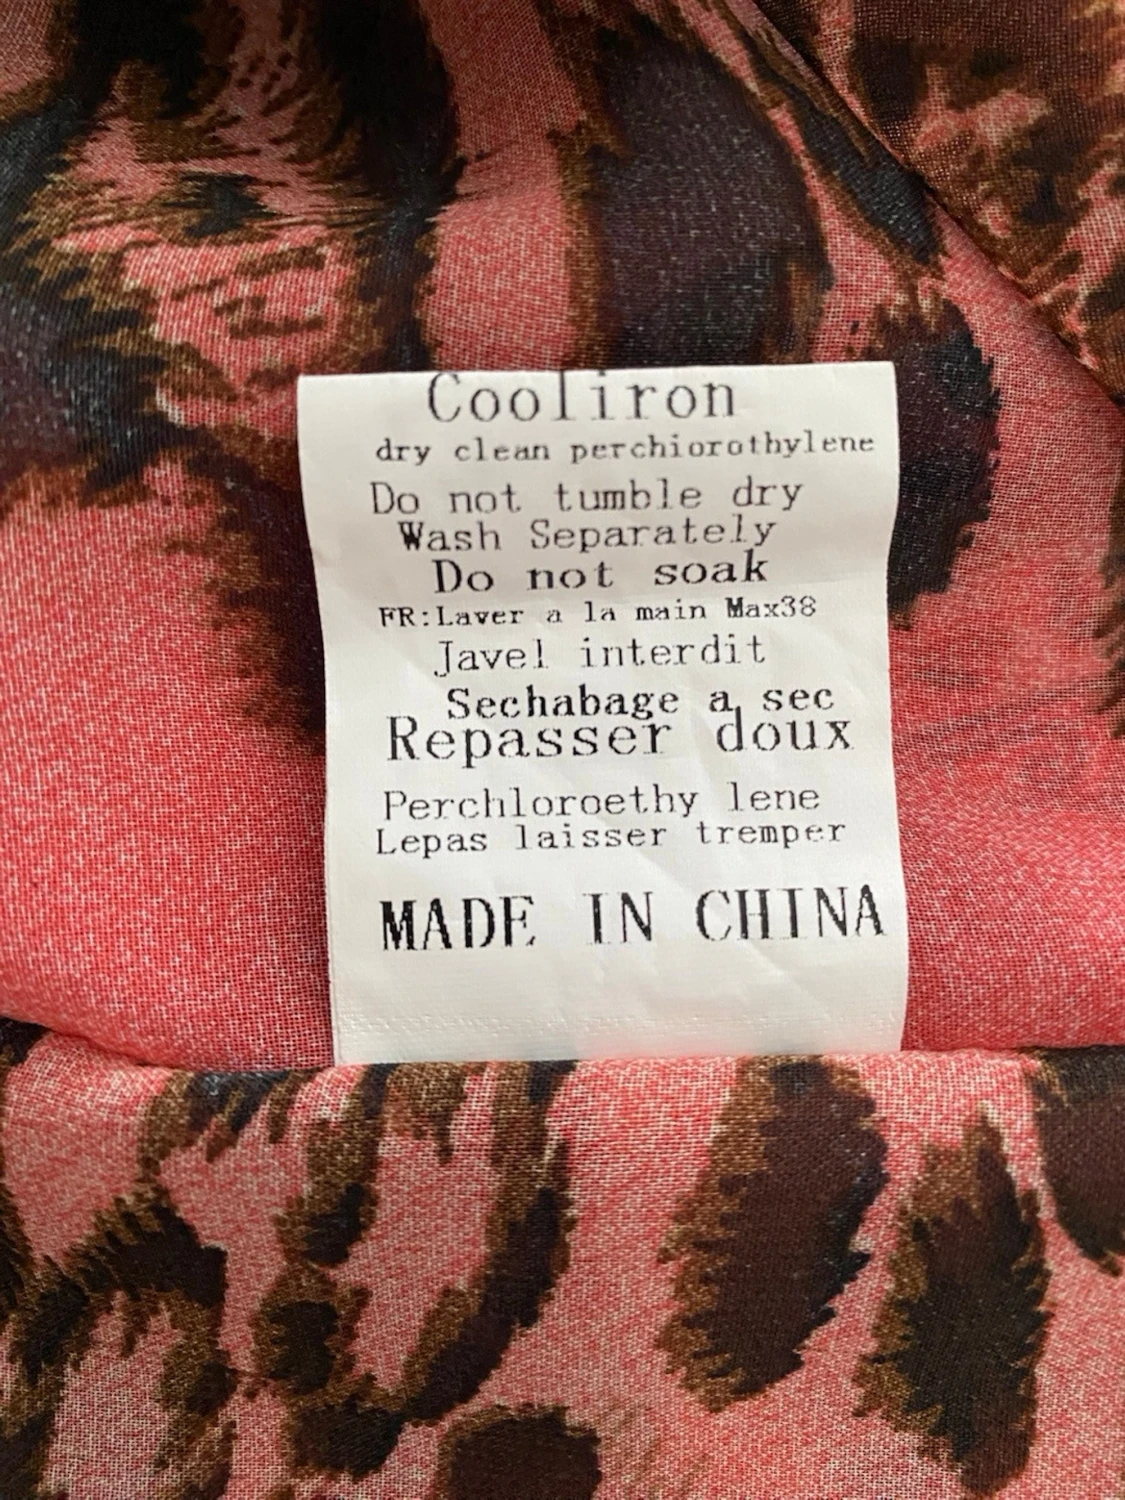 Cooliron
dry clean perchiorothylene
Do not tumble dry
Wash Separately
Do not soak
FR:Laver a la main Max38
Javel interdit
Sechabage a sec
Repasser doux
Perchloroethy lene
Lepas laisser tremper
MADE IN CHINA